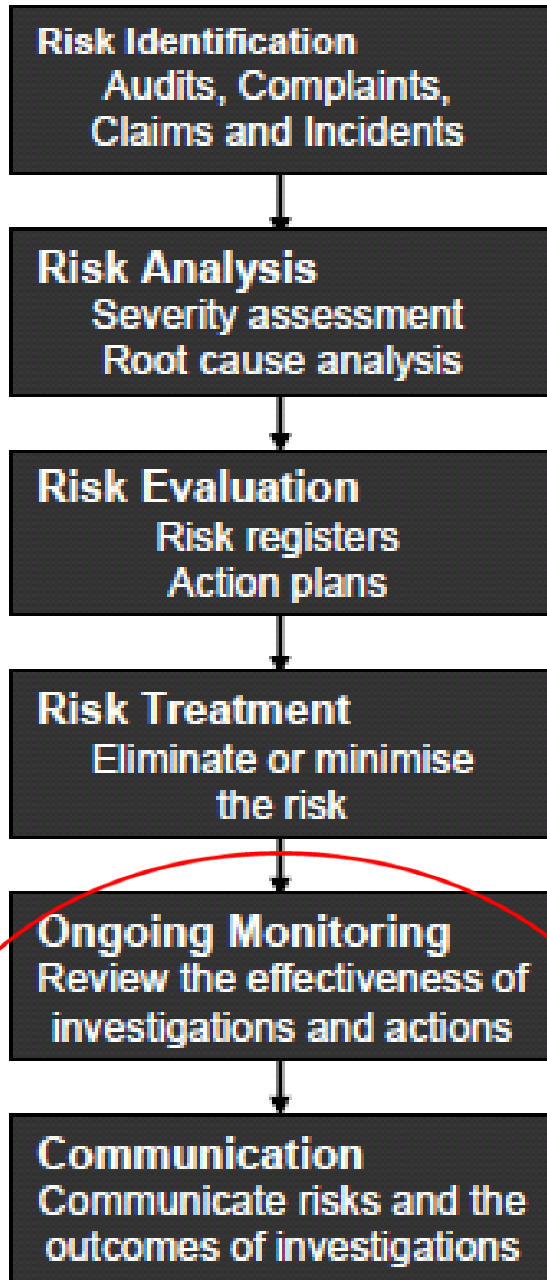 Risk Identification
Audits, Complaints,
Claims and Incidents
Risk Analysis
Severity assessment
Root cause analysis
Risk Evaluation
Risk registers
Action plans
Risk Treatment
Eliminate or minimise
the risk
Ongoing Monitoring
Review the effectiveness of
investigations and actions
Communication
Communicate risks and the
outcomes of investigations